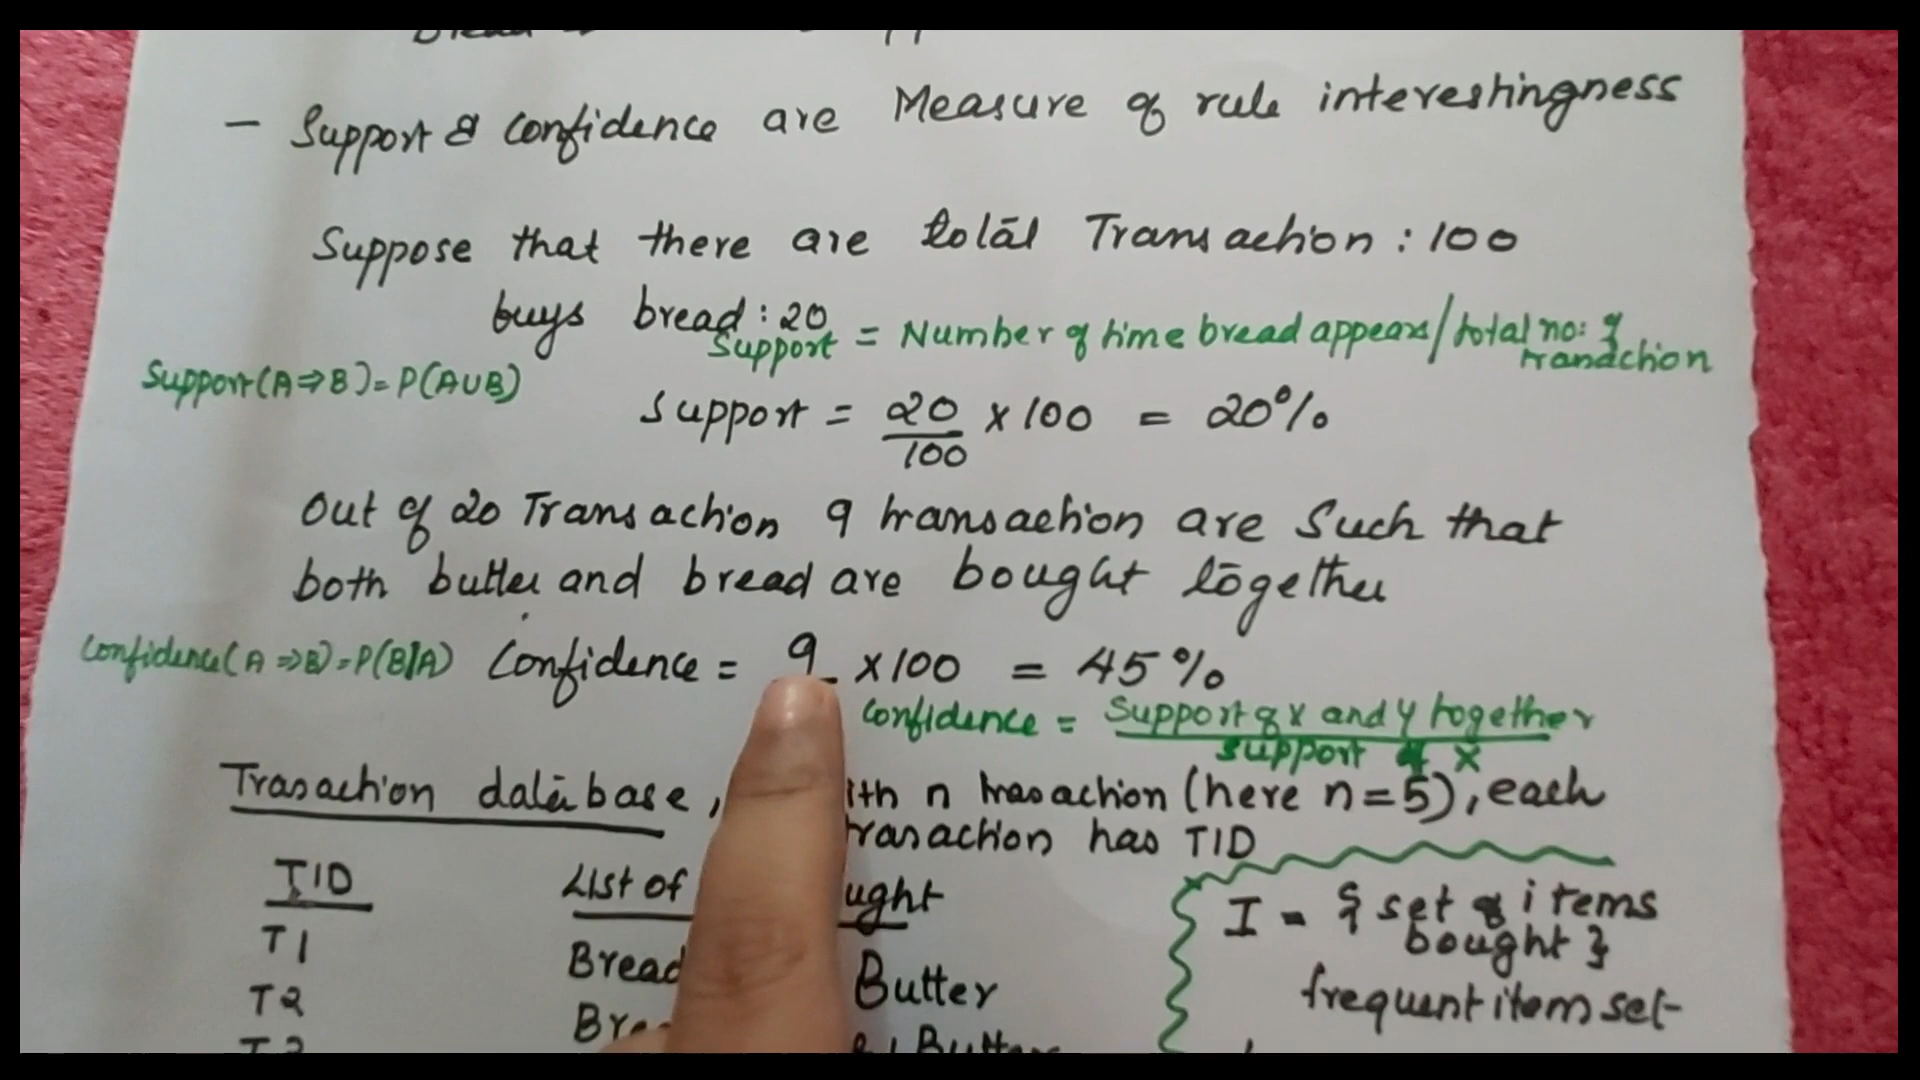 - Support & Confidence are Measure of rule interestingness
Suppose that there are total Transaction : 100
buys bread : 20
Support = Number of time bread appears / total no: of tranaction
Support (A ⇒ B) = P(A∪B)
Support = 20/100 × 100 = 20%
Out of 20 Transaction 9 transaction are such that
both butter and bread are bought together
Confidence (A ⇒ B) = P(B|A)
Confidence = 9 × 100 = 45%
Confidence = Support of X and Y together / Support of X
Trasaction database, ith n trasaction (here n=5), each
rasaction has TID
TID List of ught
T1 Bread Butter
T2 Bre
I = { set of items
bought }
frequent item set